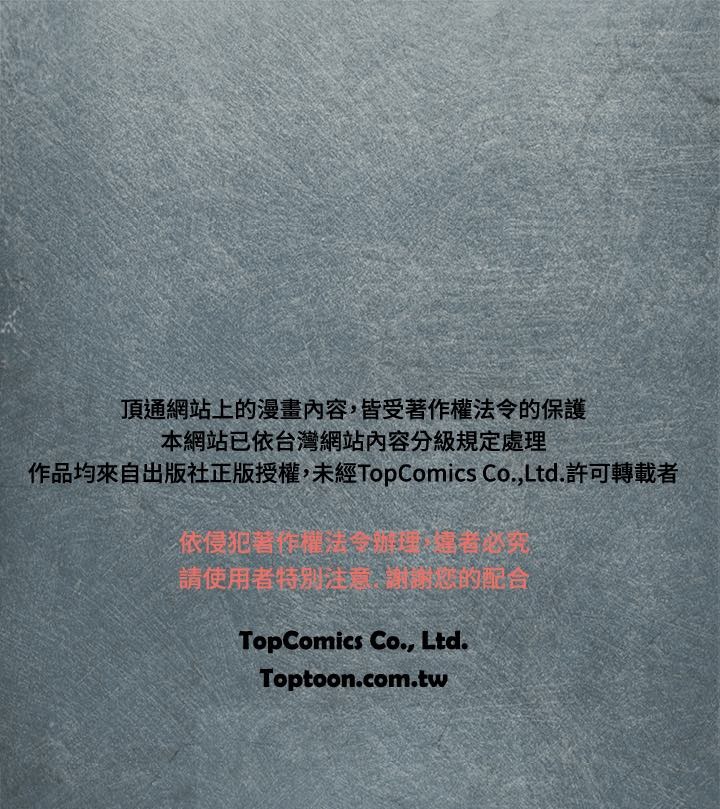 頂通網站上的漫畫內容，皆受著作權法令的保護
本網站已依台灣網站內容分級規定處理
作品均來自出版社正版授權，未經TopComics Co.,Ltd.許可轉載者
依侵犯著作權法令辦理，違者必究
請使用者特別注意. 謝謝您的配合
TopComics Co., Ltd.
Toptoon.com.tw